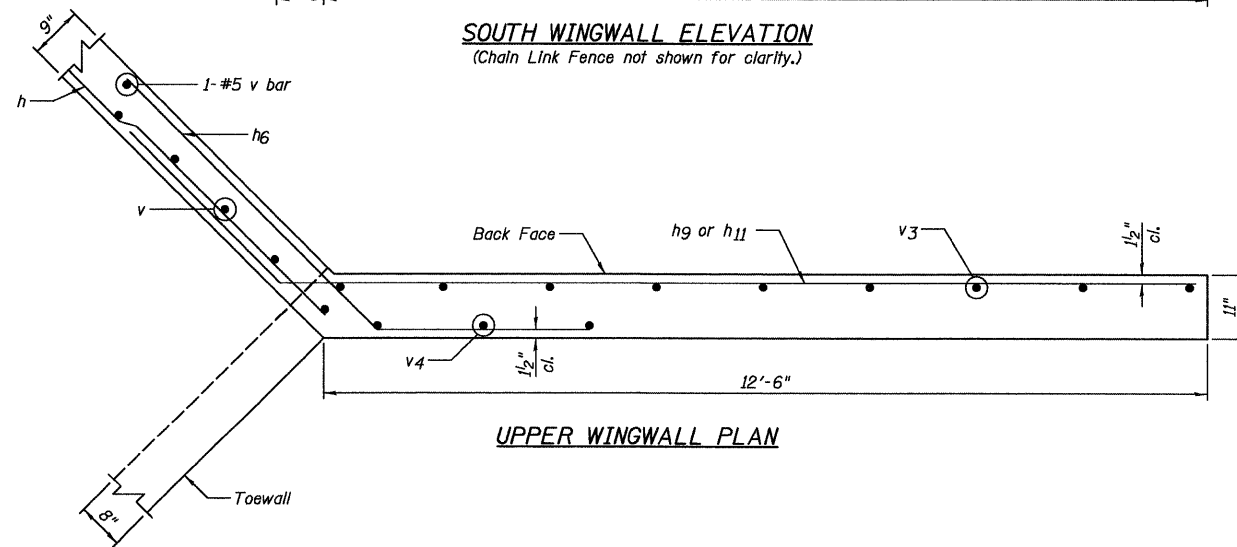 SOUTH WINGWALL ELEVATION
(Chain Link Fence not shown for clarity.)
9"
1-#5 v bar
h
h6
v
Back Face
h9 or h11
v3
1½" cl.
11"
v4
1½" cl.
12'-6"
UPPER WINGWALL PLAN
Toewall
8"